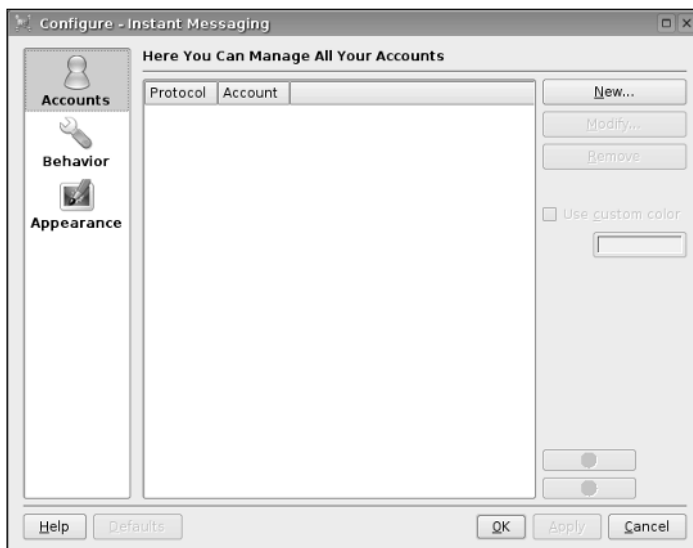 Configure - Instant Messaging
Accounts
Behavior
Appearance
Here You Can Manage All Your Accounts
Protocol Account
New...
Modify...
Remove
Use custom color
Help Defaults OK Apply Cancel